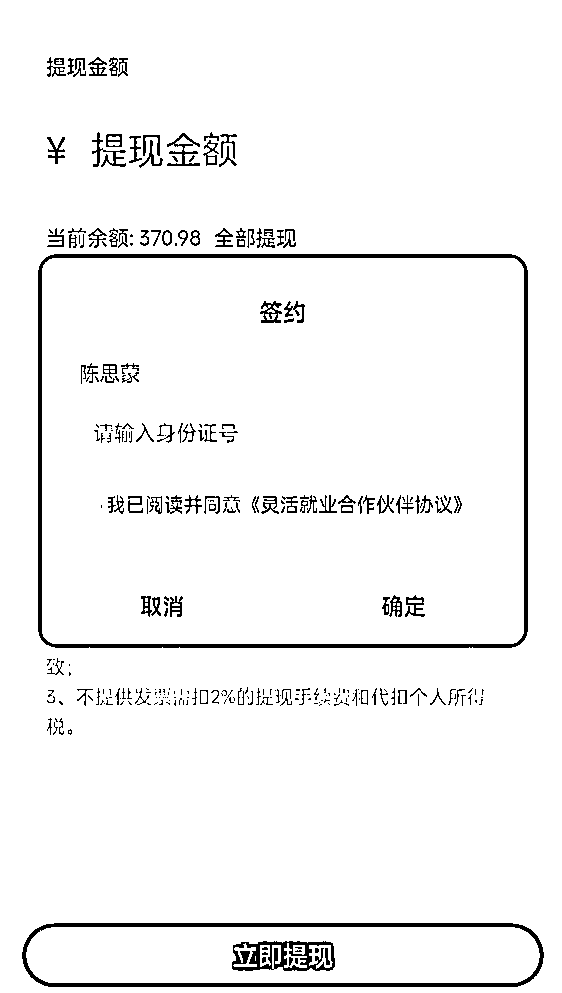 提现金额
¥ 提现金额
当前余额: 370.98 全部提现
签约
陈思蒙
请输入身份证号
我已阅读并同意《灵活就业合作伙伴协议》
取消
确定
致；
3、不提供发票需扣2%的提现手续费和代扣个人所得
税。
立即提现